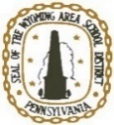 SEAL OF THE WYOMING AREA SCHOOL DISTRICT
PENNSYLVANIA